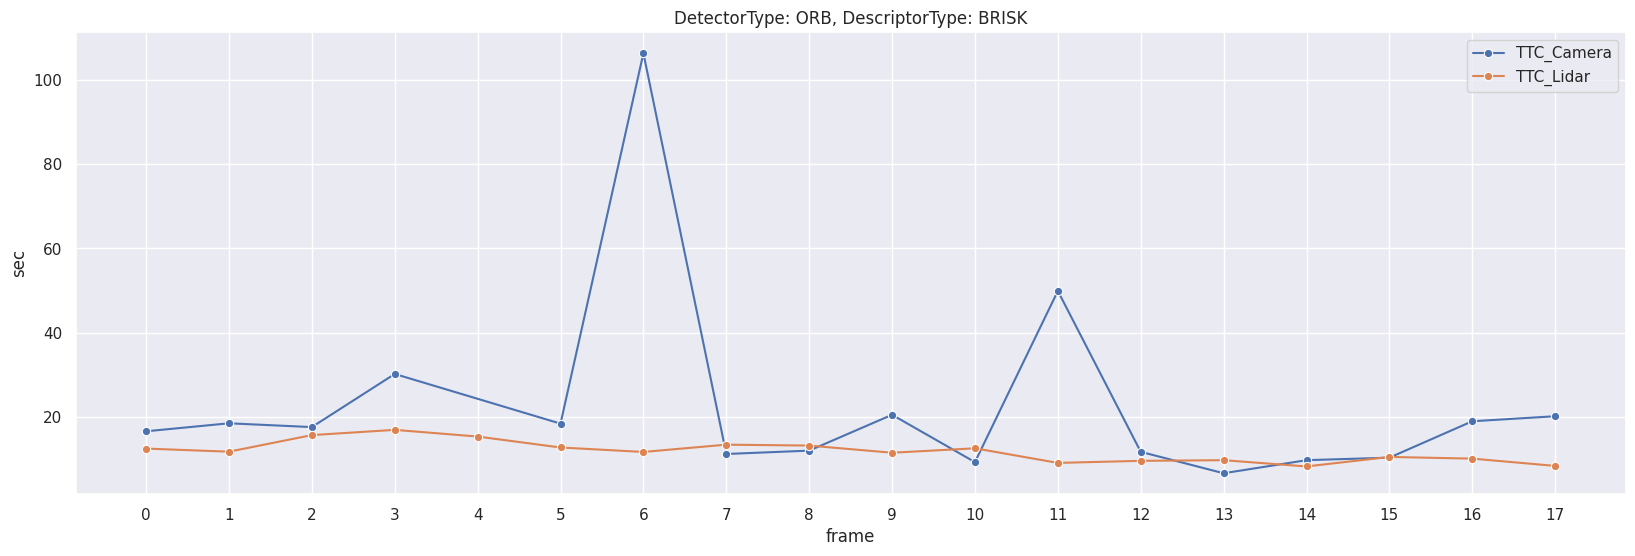 DetectorType: ORB, DescriptorType: BRISK
TTC_Camera
TTC_Lidar
100
80
60
40
20
sec
0 1 2 3 4 5 6 7 8 9 10 11 12 13 14 15 16 17
frame